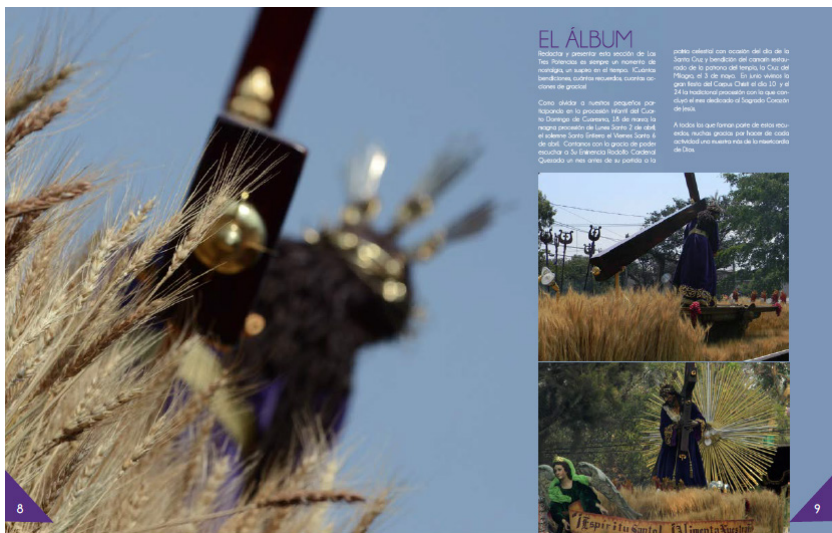 EL ÁLBUM
Redactar y presentar esta sección de Las
Tres Potencias es siempre un momento de
nostalgia, un suspiro en el tiempo. ¡Cuántas
bendiciones, cuántos recuerdos, cuantas ac-
ciones de gracias!
Como olvidar a nuestros pequeños par-
ticipando en la procesión infantil del Cuar-
to Domingo de Cuaresma, 18 de marzo; la
magna procesión de Lunes Santo 2 de abril,
el solemne Santo Entierro el Viernes Santo 6
de abril. Contamos con la gracia de poder
escuchar a Su Eminencia Rodolfo Cardenal
Quezada un mes antes de su partida a la
patria celestial con ocasión del día de la
Santa Cruz y bendición del camarín restau-
rado de la patrona del templo, la Cruz del
Milagro, el 3 de mayo. En junio vivimos la
gran fiesta del Corpus Christi el día 10 y el
24 la tradicional procesión con la que con-
cluyó el mes dedicado al Sagrado Corazón
de Jesús.
A todos los que forman parte de estos recu-
erdos, muchas gracias por hacer de cada
actividad una muestra más de la misericordia
de Dios.
Espíritu Santo! Alimenta Nuestra
8
9